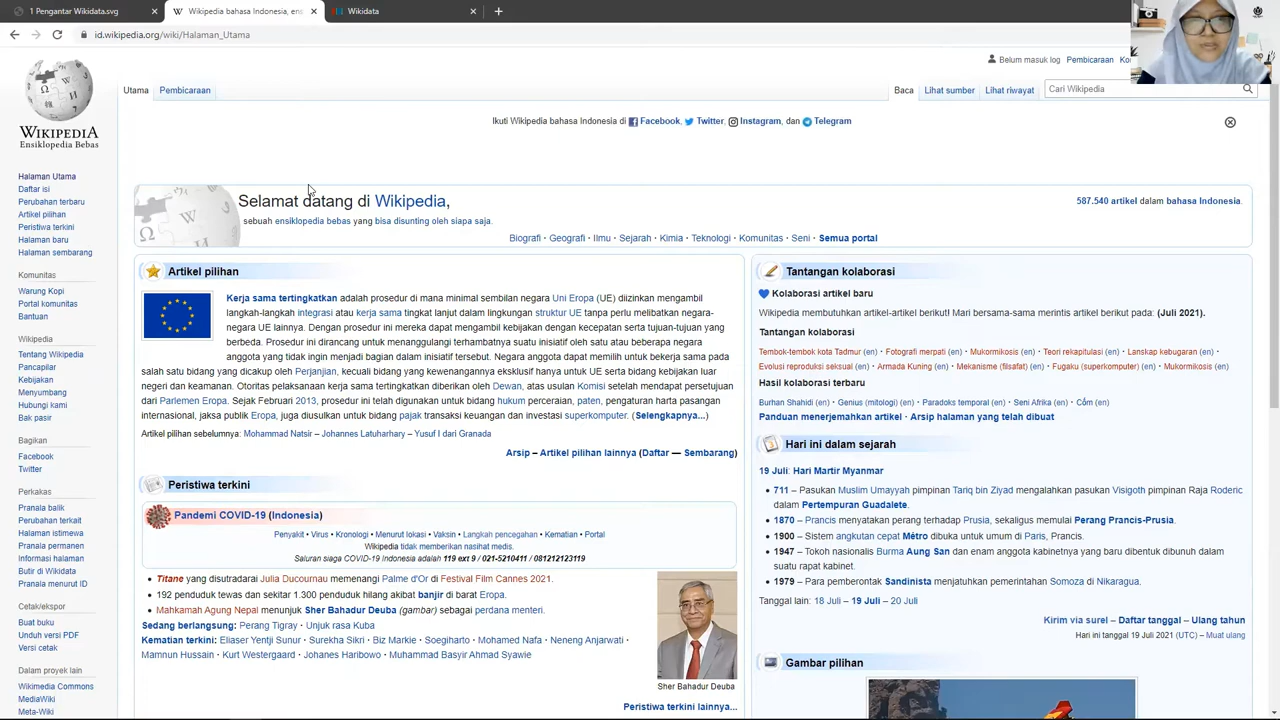 1 Pengantar Wikidata.svg
Wikipedia bahasa Indonesia, ens
Wikidata
id.wikipedia.org/wiki/Halaman_Utama
Belum masuk log Pembicaraan
WIKIPEDIA
Ensiklopedia Bebas
Utama Pembicaraan
Baca Lihat sumber Lihat riwayat Cari Wikipedia
Ikuti Wikipedia bahasa Indonesia di Facebook, Twitter, Instagram, dan Telegram
Halaman Utama
Daftar isi
Perubahan terbaru
Artikel pilihan
Peristiwa terkini
Halaman baru
Halaman sembarang
Komunitas
Warung Kopi
Portal komunitas
Bantuan
Wikipedia
Tentang Wikipedia
Pancapilar
Kebijakan
Menyumbang
Hubungi kami
Bak pasir
Bagikan
Facebook
Twitter
Perkakas
Pranala balik
Perubahan terkait
Halaman istimewa
Pranala permanen
Informasi halaman
Butir di Wikidata
Pranala menurut ID
Cetak/ekspor
Buat buku
Unduh versi PDF
Versi cetak
Dalam proyek lain
Wikimedia Commons
MediaWiki
Meta-Wiki
Selamat datang di Wikipedia,
sebuah ensiklopedia bebas yang bisa disunting oleh siapa saja.
587.540 artikel dalam bahasa Indonesia.
Biografi · Geografi · Ilmu · Sejarah · Kimia · Teknologi · Komunitas · Seni · Semua portal
Artikel pilihan
Kerja sama tertingkatkan adalah prosedur di mana minimal sembilan negara Uni Eropa (UE) diizinkan mengambil
langkah-langkah integrasi atau kerja sama tingkat lanjut dalam lingkungan struktur UE tanpa perlu melibatkan negara-
negara UE lainnya. Dengan prosedur ini mereka dapat mengambil kebijakan dengan kecepatan serta tujuan-tujuan yang
berbeda. Prosedur ini dirancang untuk menanggulangi terhambatnya suatu inisiatif oleh satu atau beberapa negara
anggota yang tidak ingin menjadi bagian dalam inisiatif tersebut. Negara anggota dapat memilih untuk bekerja sama pada
salah satu bidang yang dicakup oleh Perjanjian, kecuali bidang yang kewenangannya eksklusif hanya untuk UE serta bidang kebijakan luar
negeri dan keamanan. Otoritas pelaksanaan kerja sama tertingkatkan diberikan oleh Dewan, atas usulan Komisi setelah mendapat persetujuan
dari Parlemen Eropa. Sejak Februari 2013, prosedur ini telah digunakan untuk bidang hukum perceraian, paten, pengaturan harta pasangan
internasional, jaksa publik Eropa, juga diusulkan untuk bidang pajak transaksi keuangan dan investasi superkomputer. (Selengkapnya...)
Artikel pilihan sebelumnya: Mohammad Natsir – Johannes Latuharhary – Yusuf I dari Granada
Arsip – Artikel pilihan lainnya (Daftar — Sembarang)
Peristiwa terkini
Pandemi COVID-19 (Indonesia)
Penyakit • Virus • Kronologi • Menurut lokasi • Vaksin • Langkah pencegahan • Kematian • Portal
Wikipedia tidak memberikan nasihat medis.
Saluran siaga COVID-19 Indonesia adalah 119 ext 9 / 021-5210411 / 081212123119
• Titane yang disutradarai Julia Ducournau memenangi Palme d'Or di Festival Film Cannes 2021.
• 192 penduduk tewas dan sekitar 1.300 penduduk hilang akibat banjir di barat Eropa.
• Mahkamah Agung Nepal menunjuk Sher Bahadur Deuba (gambar) sebagai perdana menteri.
Sedang berlangsung: Perang Tigray · Unjuk rasa Kuba
Kematian terkini: Eliaser Yentji Sunur · Surekha Sikri · Biz Markie · Soegiharto · Mohamed Nafa · Neneng Anjarwati ·
Mamnun Hussain · Kurt Westergaard · Johanes Haribowo · Muhammad Basyir Ahmad Syawie
Sher Bahadur Deuba
Peristiwa terkini lainnya...
Tantangan kolaborasi
Kolaborasi artikel baru
Wikipedia membutuhkan artikel-artikel berikut! Mari bersama-sama merintis artikel berikut pada: (Juli 2021).
Tantangan kolaborasi
Tembok-tembok kota Tadmur (en) · Fotografi merpati (en) · Mukormikosis (en) · Teori rekapitulasi (en) · Lanskap kebugaran (en) ·
Evolusi reproduksi seksual (en) · Armada Kuning (en) · Mekanisme (filsafat) (en) · Fugaku (superkomputer) (en) · Mukormikosis (en)
Hasil kolaborasi terbaru
Burhan Shahidi (en) · Genius (mitologi) (en) · Paradoks temporal (en) · Seni Afrika (en) · Cốm (en)
Panduan menerjemahkan artikel · Arsip halaman yang telah dibuat
Hari ini dalam sejarah
19 Juli: Hari Martir Myanmar
• 711 – Pasukan Muslim Umayyah pimpinan Tariq bin Ziyad mengalahkan pasukan Visigoth pimpinan Raja Roderic
dalam Pertempuran Guadalete.
• 1870 – Prancis menyatakan perang terhadap Prusia, sekaligus memulai Perang Prancis-Prusia.
• 1900 – Sistem angkutan cepat Métro dibuka untuk umum di Paris, Prancis.
• 1947 – Tokoh nasionalis Burma Aung San dan enam anggota kabinetnya yang baru dibentuk dibunuh dalam
suatu rapat kabinet.
• 1979 – Para pemberontak Sandinista menjatuhkan pemerintahan Somoza di Nikaragua.
Tanggal lain: 18 Juli – 19 Juli – 20 Juli
Kirim via surel – Daftar tanggal – Ulang tahun
Hari ini tanggal 19 Juli 2021 (UTC) – Muat ulang
Gambar pilihan